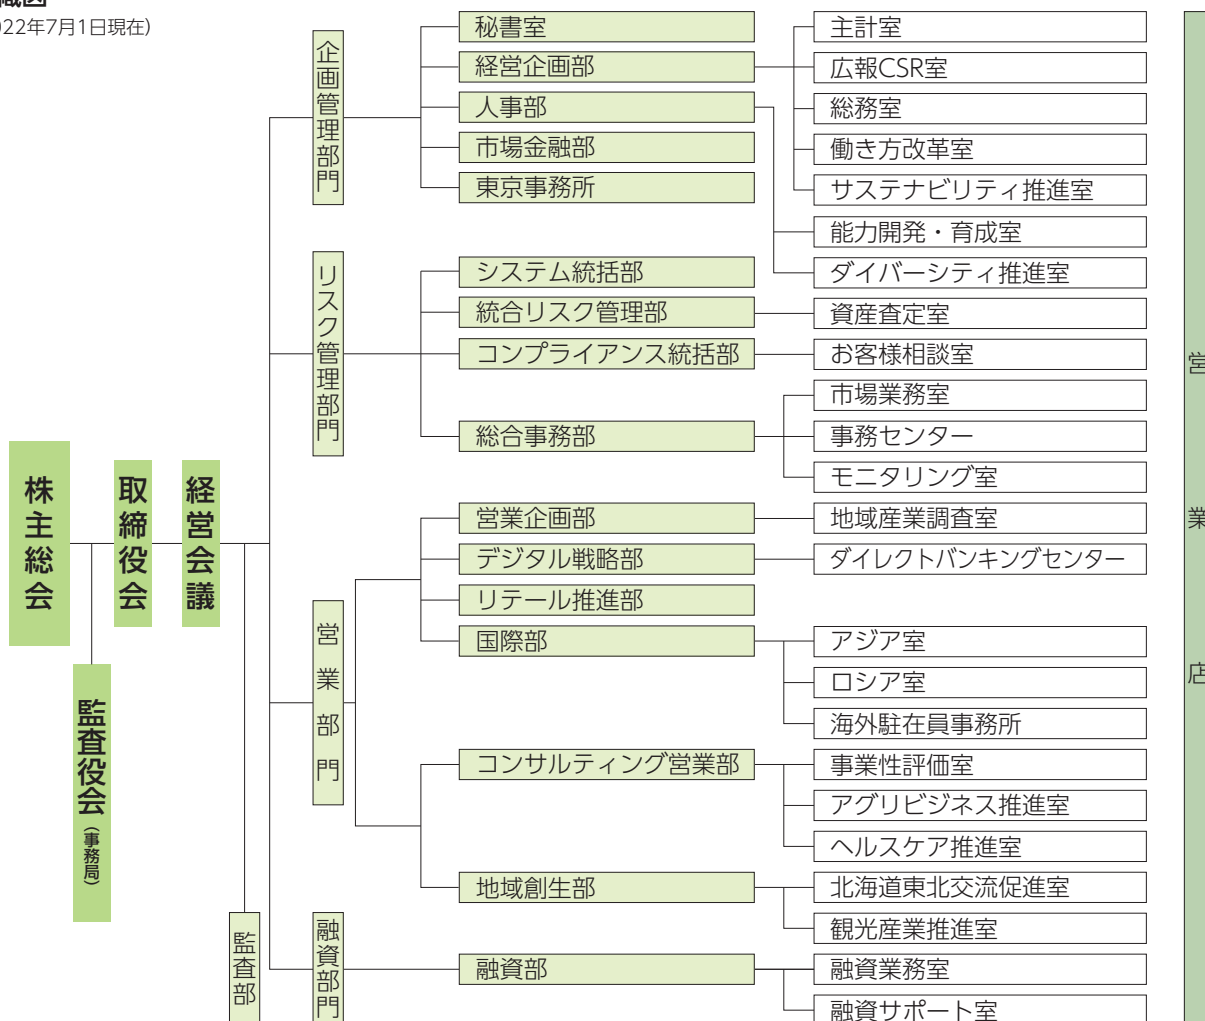 織図
022年7月1日現在)
株主総会
監査役会(事務局)
取締役会
経営会議
監査部
企画管理部門
秘書室
経営企画部
主計室
広報CSR室
総務室
働き方改革室
サステナビリティ推進室
人事部
能力開発・育成室
ダイバーシティ推進室
市場金融部
東京事務所
リスク管理部門
システム統括部
統合リスク管理部
資産査定室
コンプライアンス統括部
お客様相談室
総合事務部
市場業務室
事務センター
モニタリング室
営業部門
営業企画部
地域産業調査室
デジタル戦略部
ダイレクトバンキングセンター
リテール推進部
国際部
アジア室
ロシア室
海外駐在員事務所
コンサルティング営業部
事業性評価室
アグリビジネス推進室
ヘルスケア推進室
地域創生部
北海道東北交流促進室
観光産業推進室
融資部門
融資部
融資業務室
融資サポート室
営業店